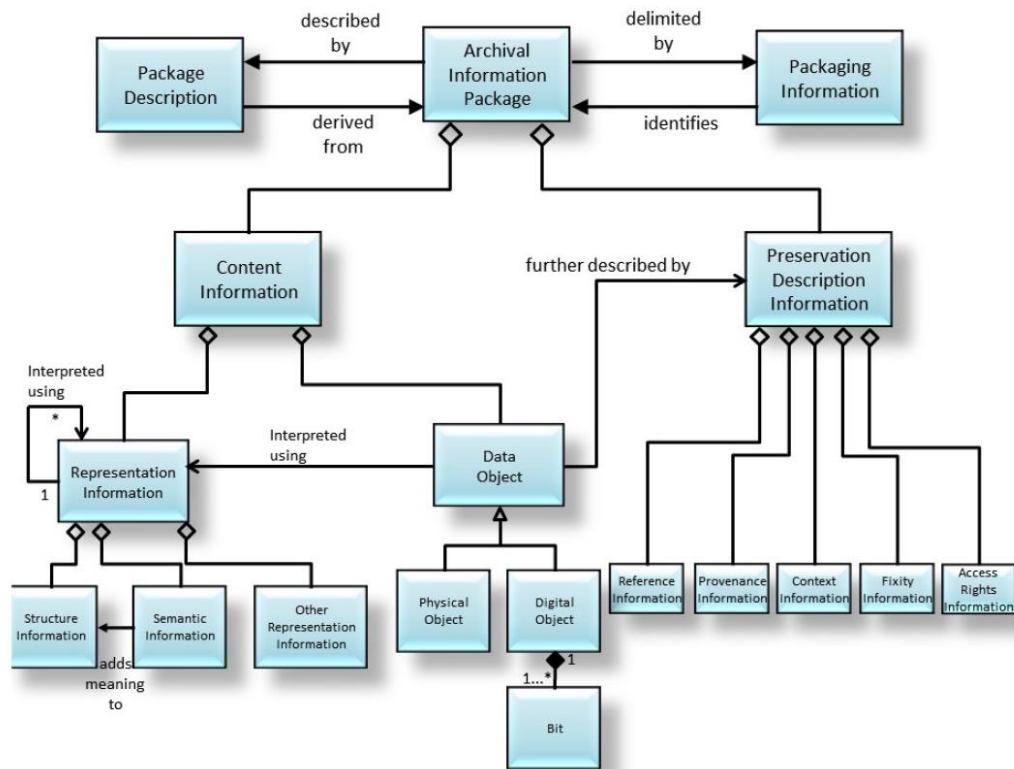 described
by
Archival
Information
Package
delimited
by
Package
Description
Packaging
Information
derived
from
identifies
Content
Information
further described by
Preservation
Description
Information
Interpreted
using
*
1
Representation
Information
Interpreted
using
Data
Object
Structure
Information
Semantic
Information
Other
Representation
Information
adds
meaning
to
Physical
Object
Digital
Object
1
1...*
Bit
Reference
Information
Provenance
Information
Context
Information
Fixity
Information
Access
Rights
Information